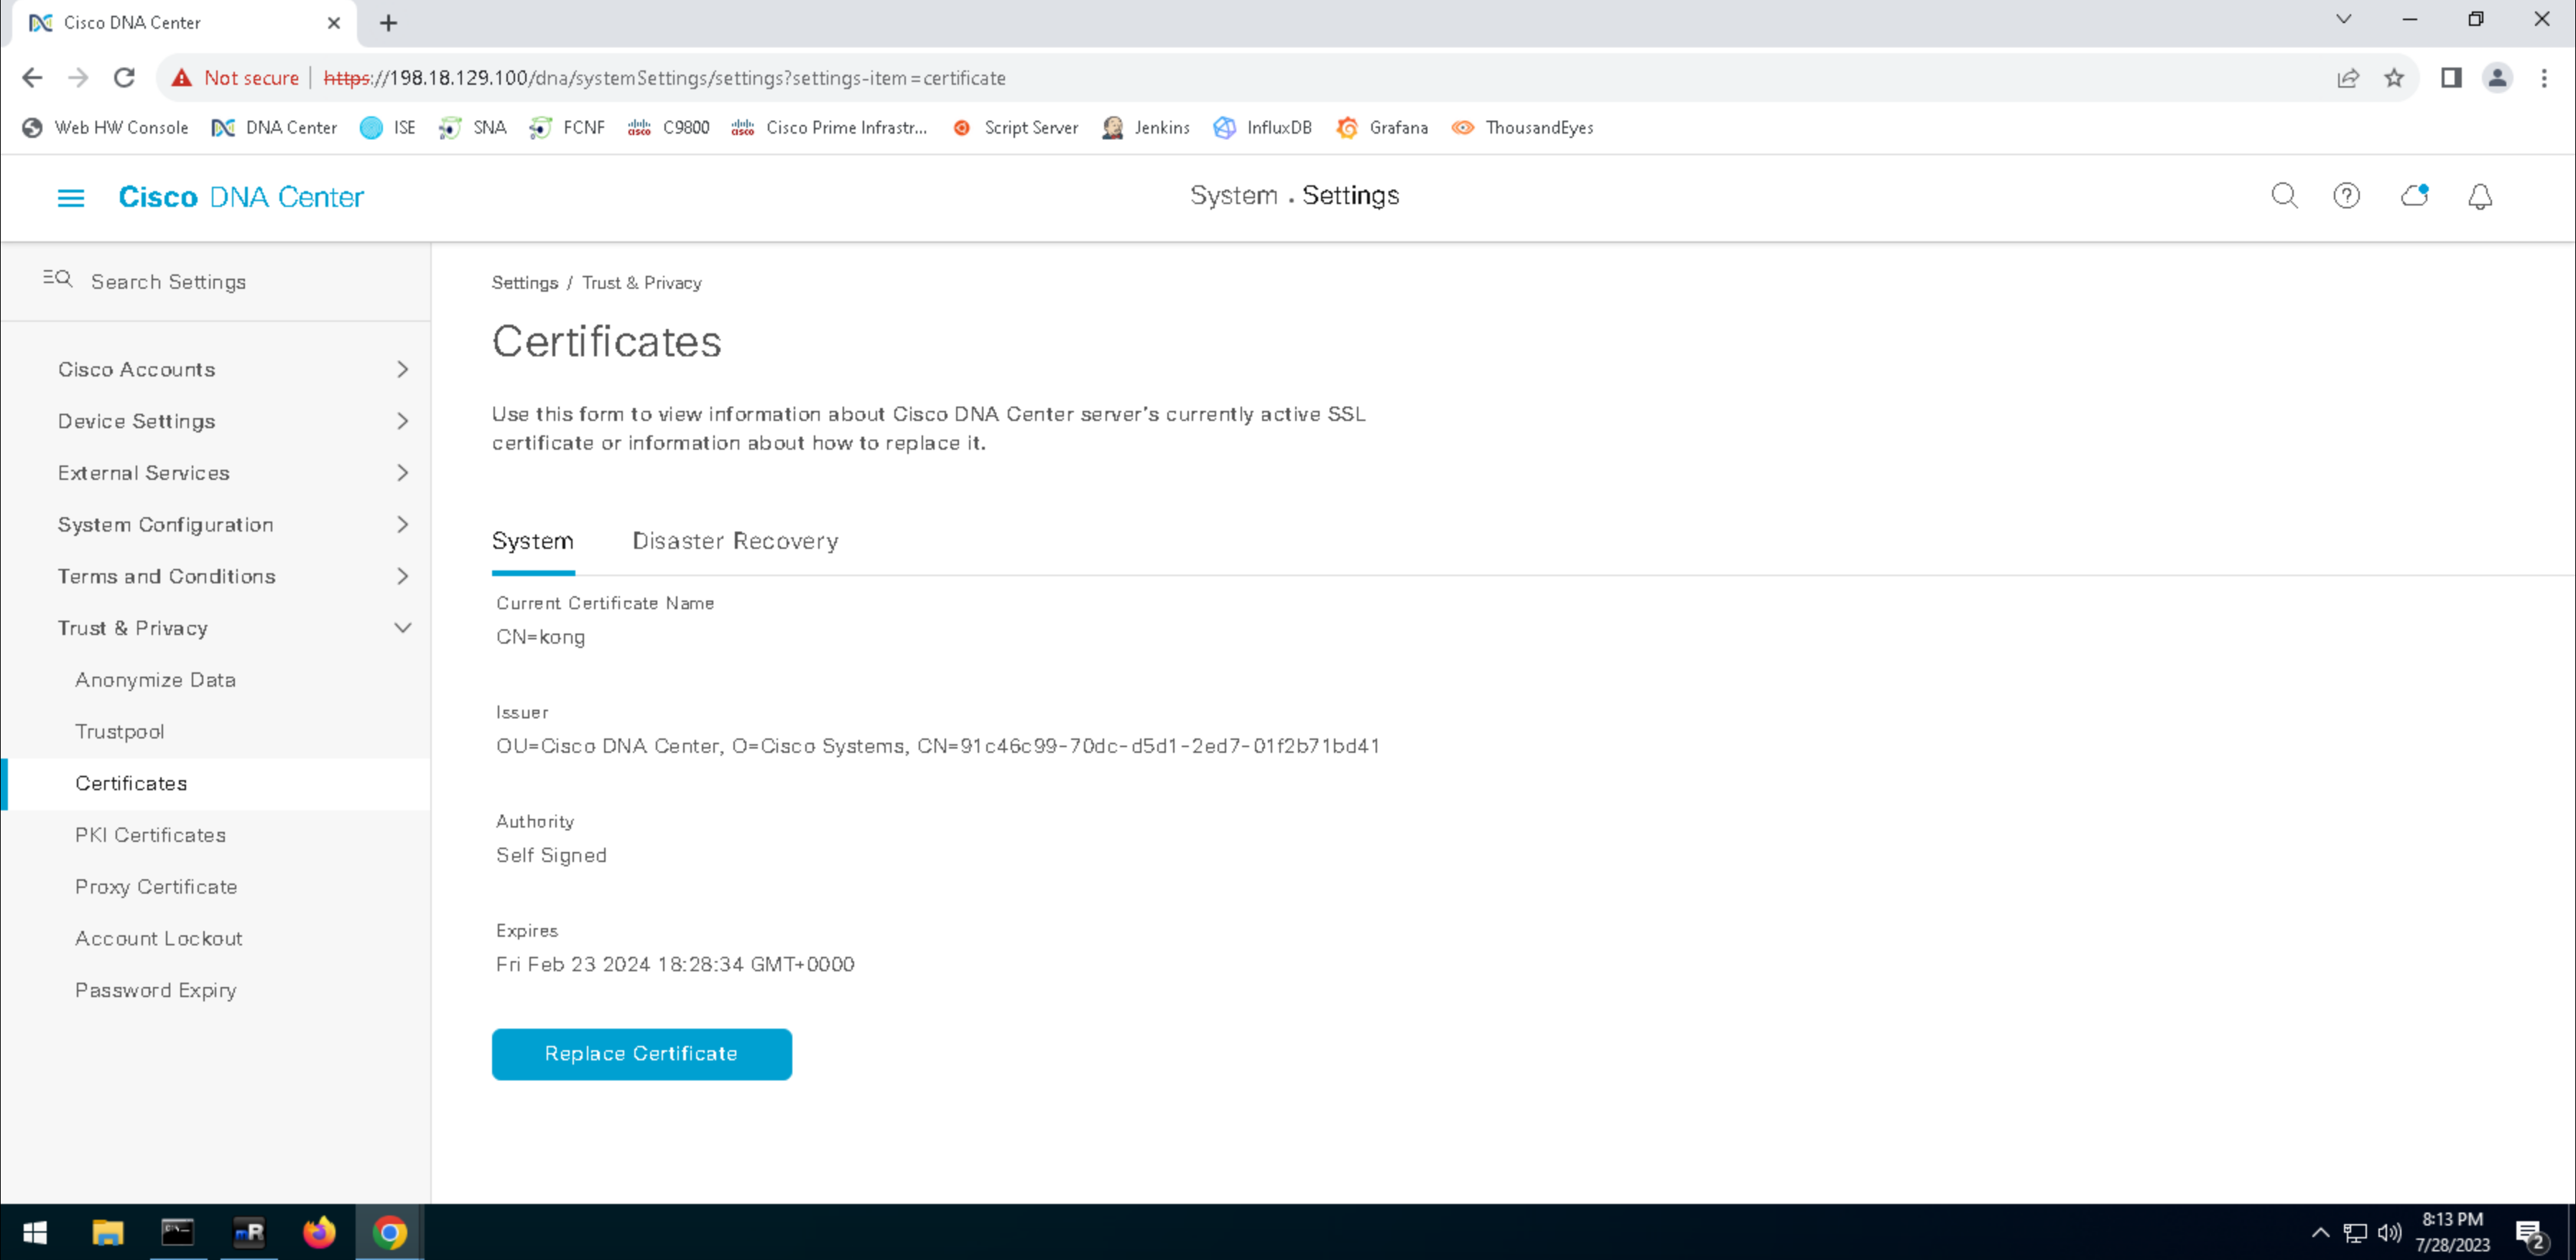 Cisco DNA Center
Not secure | https://198.18.129.100/dna/systemSettings/settings?settings-item=certificate
Web HW Console DNA Center ISE SNA FCNF C9800 Cisco Prime Infrastr... Script Server Jenkins InfluxDB Grafana ThousandEyes
Cisco DNA Center
System . Settings
Search Settings
Cisco Accounts
Device Settings
External Services
System Configuration
Terms and Conditions
Trust & Privacy
Anonymize Data
Trustpool
Certificates
PKI Certificates
Proxy Certificate
Account Lockout
Password Expiry
Settings / Trust & Privacy
Certificates
Use this form to view information about Cisco DNA Center server's currently active SSL
certificate or information about how to replace it.
System Disaster Recovery
Current Certificate Name
CN=kong
Issuer
OU=Cisco DNA Center, O=Cisco Systems, CN=91c46c99-70dc-d5d1-2ed7-01f2b71bd41
Authority
Self Signed
Expires
Fri Feb 23 2024 18:28:34 GMT+0000
Replace Certificate
mR
8:13 PM
7/28/2023
2